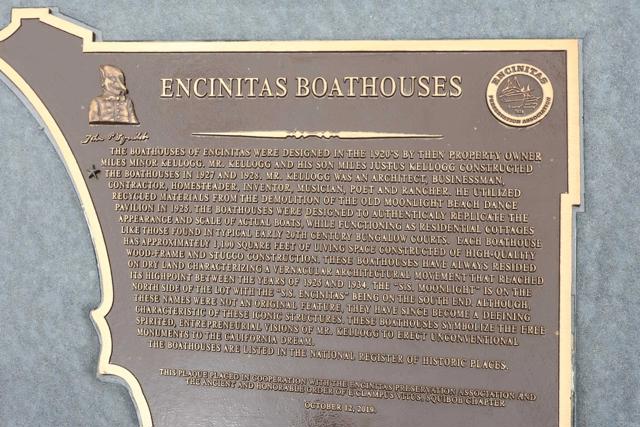 ENCINITAS BOATHOUSES
ENCINITAS
PRESERVATION ASSOCIATION
THE BOATHOUSES OF ENCINITAS WERE DESIGNED IN THE 1920'S BY THEN PROPERTY OWNER
MILES MINOR KELLOGG. MR. KELLOGG AND HIS SON MILES JUSTUS KELLOGG CONSTRUCTED
THE BOATHOUSES IN 1927 AND 1928. MR. KELLOGG WAS AN ARCHITECT, BUSINESSMAN,
CONTRACTOR, HOMESTEADER, INVENTOR, MUSICIAN, POET AND RANCHER. HE UTILIZED
RECYCLED MATERIALS FROM THE DEMOLITION OF THE OLD MOONLIGHT BEACH DANCE
PAVILION IN 1925. THE BOATHOUSES WERE DESIGNED TO AUTHENTICALLY REPLICATE THE
APPEARANCE AND SCALE OF ACTUAL BOATS, WHILE FUNCTIONING AS RESIDENTIAL COTTAGES
LIKE THOSE FOUND IN TYPICAL EARLY 20TH CENTURY BUNGALOW COURTS. EACH BOATHOUSE
HAS APPROXIMATELY 1,100 SQUARE FEET OF LIVING SPACE CONSTRUCTED OF HIGH-QUALITY
WOOD-FRAME AND STUCCO CONSTRUCTION. THESE BOATHOUSES HAVE ALWAYS RESIDED
ON DRY LAND CHARACTERIZING A VERNACULAR ARCHITECTURAL MOVEMENT THAT REACHED
ITS HIGHPOINT BETWEEN THE YEARS OF 1926 AND 1934. THE "S.S. MOONLIGHT" IS ON THE
NORTH SIDE OF THE LOT WITH THE "S.S. ENCINITAS" BEING ON THE SOUTH END. ALTHOUGH,
THESE NAMES WERE NOT AN ORIGINAL FEATURE, THEY HAVE SINCE BECOME A DEFINING
CHARACTERISTIC OF THESE ICONIC STRUCTURES. THESE BOATHOUSES SYMBOLIZE THE FREE
SPIRITED, ENTREPRENEURIAL VISIONS OF MR. KELLOGG TO ERECT UNCONVENTIONAL
MONUMENTS TO THE CALIFORNIA DREAM.
THE BOATHOUSES ARE LISTED IN THE NATIONAL REGISTER OF HISTORIC PLACES.
THIS PLAQUE PLACED IN COOPERATION WITH THE ENCINITAS PRESERVATION ASSOCIATION AND
THE ANCIENT AND HONORABLE ORDER OF E CLAMPUS VITUS, SQUIBOB CHAPTER
OCTOBER 12, 2019